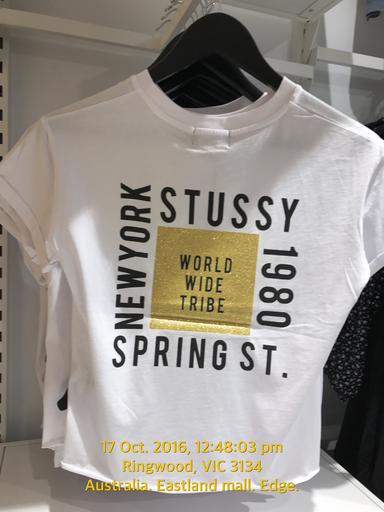 STUSSY
NEWYORK
WORLD
WIDE
TRIBE
1980
SPRING ST.
17 Oct. 2016, 12:48:03 pm
Ringwood, VIC 3134
Australia. Eastland mall. Edge.